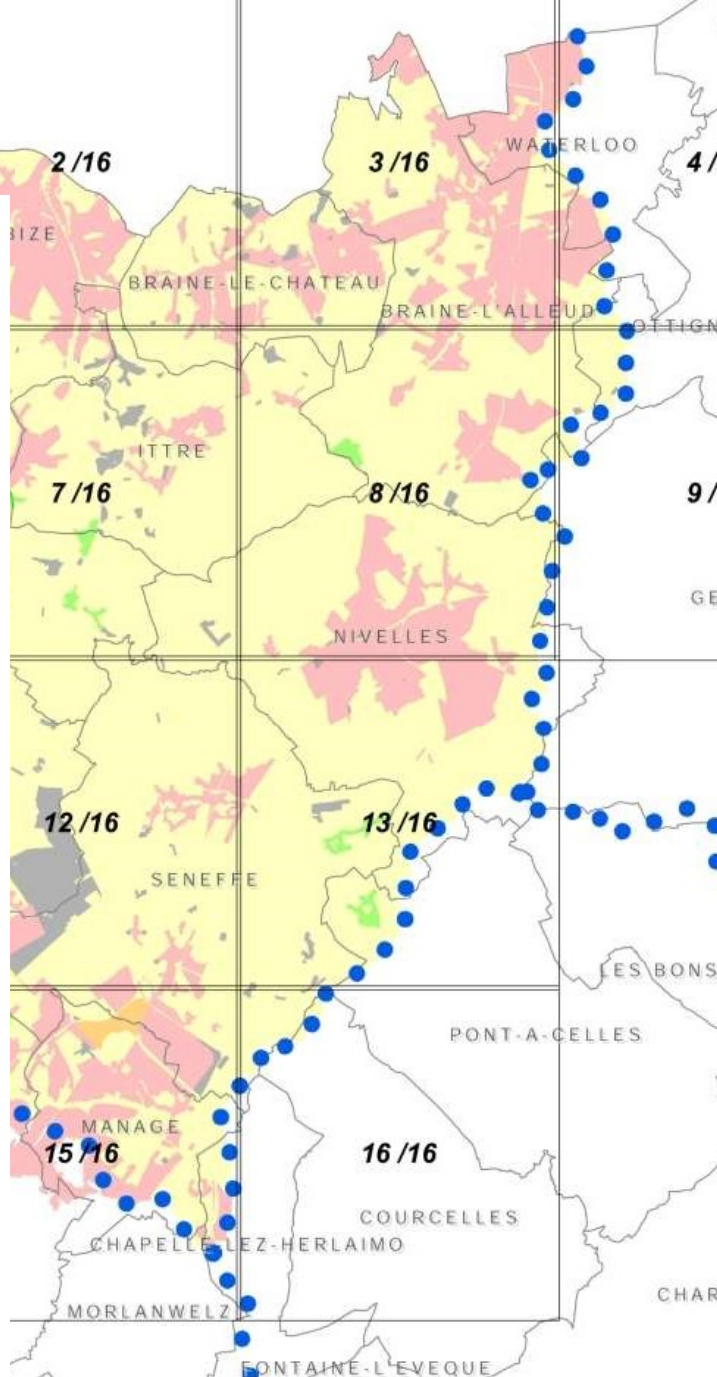 WATERLOO
2 /16
3 /16
4 /
BIZE
BRAINE-LE-CHATEAU
BRAINE-L'ALLEUD
OTTIGN
ITTRE
7 /16
8 /16
9 /
GE
NIVELLES
12 /16
13 /16
SENEFFE
LES BONS
PONT-A-CELLES
MANAGE
15 /16
16 /16
COURCELLES
CHAPELLE-LEZ-HERLAIMO
CHAR
MORLANWELZ
FONTAINE-L'EVEQUE